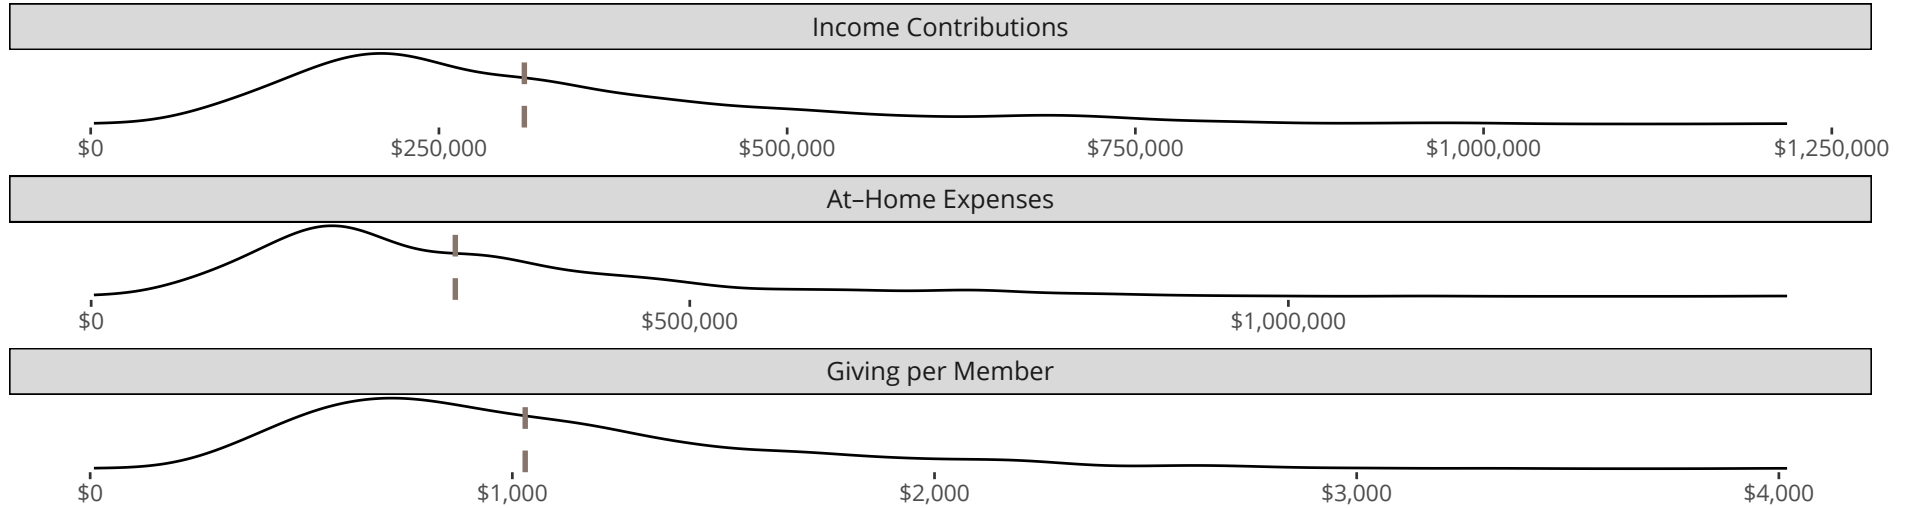 Income Contributions
$0 $250,000 $500,000 $750,000 $1,000,000 $1,250,000
At–Home Expenses
$0 $500,000 $1,000,000
Giving per Member
$0 $1,000 $2,000 $3,000 $4,000